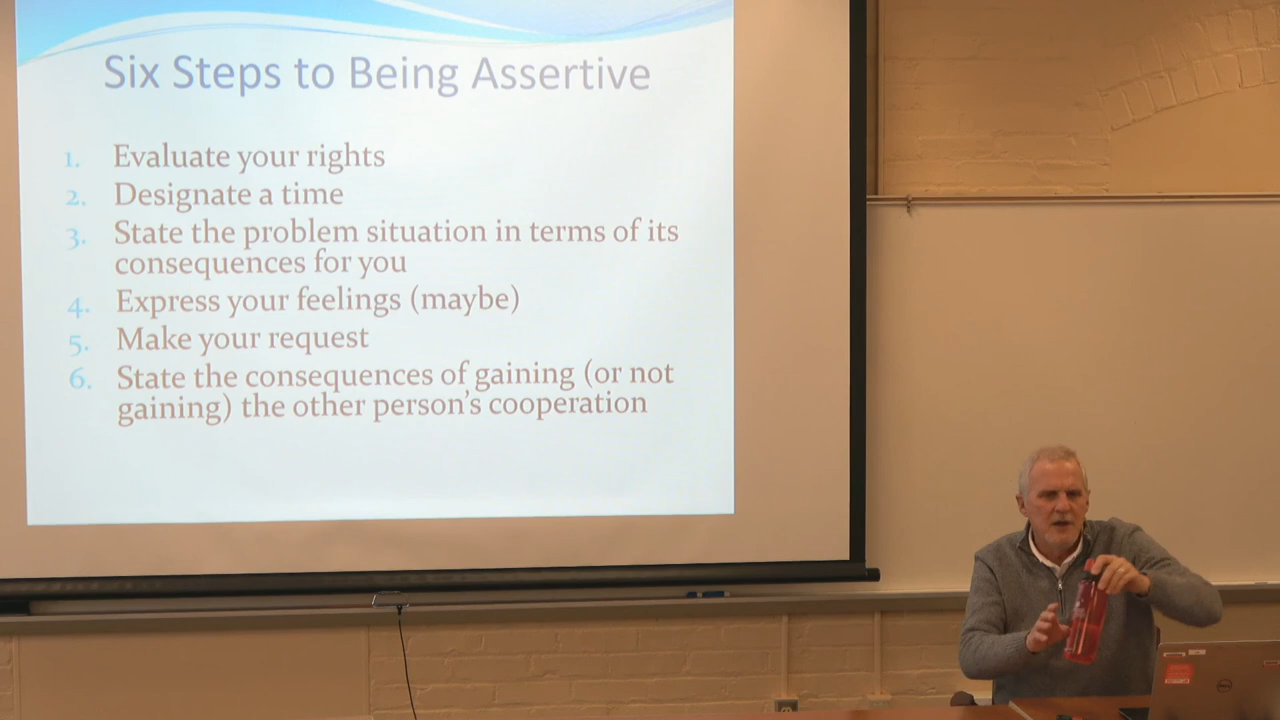 Six Steps to Being Assertive
1. Evaluate your rights
2. Designate a time
3. State the problem situation in terms of its
consequences for you
4. Express your feelings (maybe)
5. Make your request
6. State the consequences of gaining (or not
gaining) the other person's cooperation
DELL